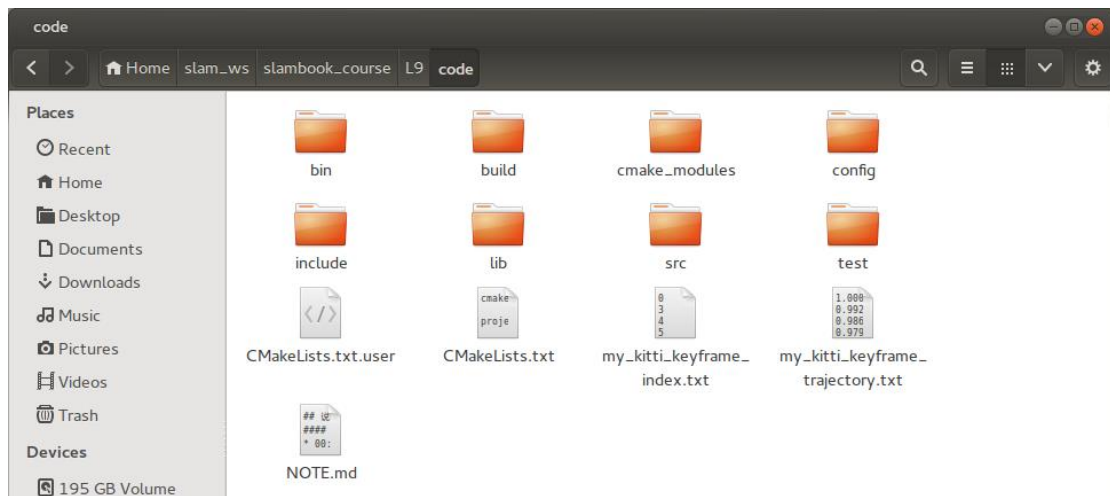 code
Home slam_ws slambook_course L9 code
Places
Recent
Home
Desktop
Documents
Downloads
Music
Pictures
Videos
Trash
Devices
195 GB Volume
bin build cmake_modules config
include lib src test
</>
cmake
proje
0
3
4
5
1.000
0.992
0.986
0.979
CMakeLists.txt.user CMakeLists.txt my_kitti_keyframe_ my_kitti_keyframe_
index.txt trajectory.txt
## 说
####
* 00:
NOTE.md